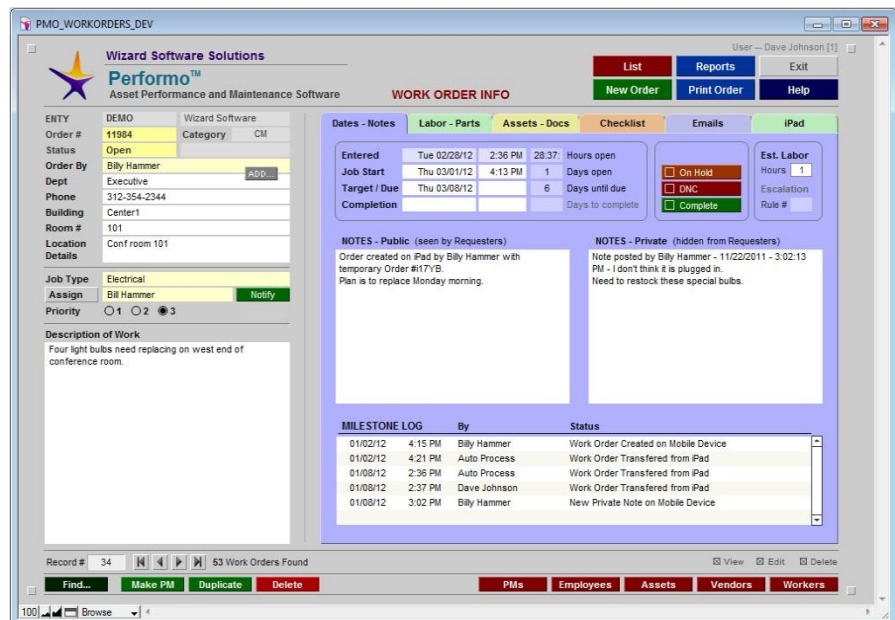 PMO_WORKORDERS_DEV
User -- Dave Johnson [1]
Wizard Software Solutions
Performo™
Asset Performance and Maintenance Software
WORK ORDER INFO
List Reports Exit
New Order Print Order Help
ENTY DEMO Wizard Software
Order # 11984 Category CM
Status Open
Order By Billy Hammer ADD...
Dept Executive
Phone 312-354-2344
Building Center1
Room # 101
Location Details Conf room 101
Job Type Electrical
Assign Bill Hammer Notify
Priority 1 2 3
Description of Work
Four light bulbs need replacing on west end of
conference room.
Dates - Notes Labor - Parts Assets - Docs Checklist Emails iPad
Entered Tue 02/28/12 2:36 PM 28:37: Hours open
Job Start Thu 03/01/12 4:13 PM 1 Days open
Target / Due Thu 03/08/12 6 Days until due
Completion Days to complete
On Hold
DNC
Complete
Est. Labor
Hours 1
Escalation
Rule #
NOTES - Public (seen by Requesters)
Order created on iPad by Billy Hammer with
temporary Order #i17YB.
Plan is to replace Monday morning.
NOTES - Private (hidden from Requesters)
Note posted by Billy Hammer - 11/22/2011 - 3:02:13
PM - I don't think it is plugged in.
Need to restock these special bulbs.
MILESTONE LOG By Status
01/02/12 4:15 PM Billy Hammer Work Order Created on Mobile Device
01/02/12 4:21 PM Auto Process Work Order Transfered from iPad
01/08/12 2:36 PM Auto Process Work Order Transfered from iPad
01/08/12 2:37 PM Dave Johnson Work Order Transfered from iPad
01/08/12 3:02 PM Billy Hammer New Private Note on Mobile Device
Record # 34 53 Work Orders Found View Edit Delete
Find... Make PM Duplicate Delete PMs Employees Assets Vendors Workers
100 Browse